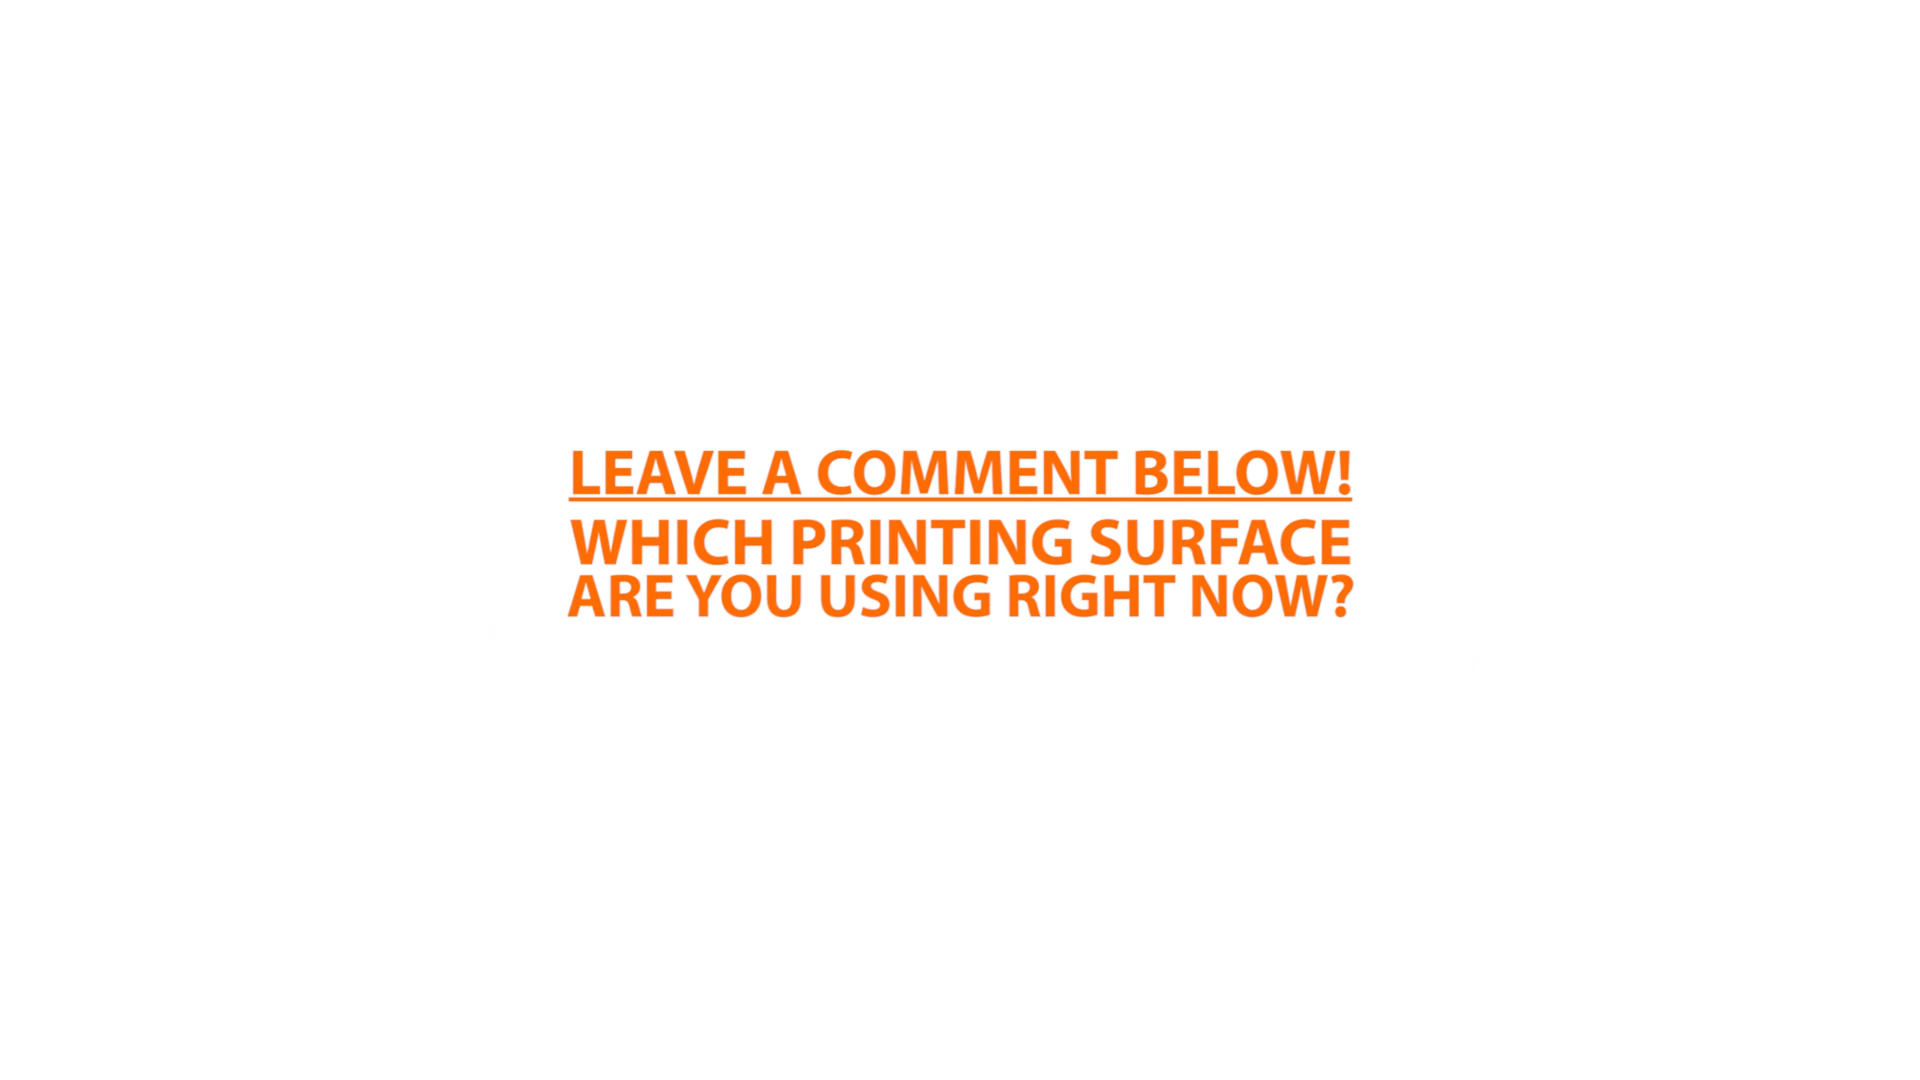 LEAVE A COMMENT BELOW!
WHICH PRINTING SURFACE
ARE YOU USING RIGHT NOW?